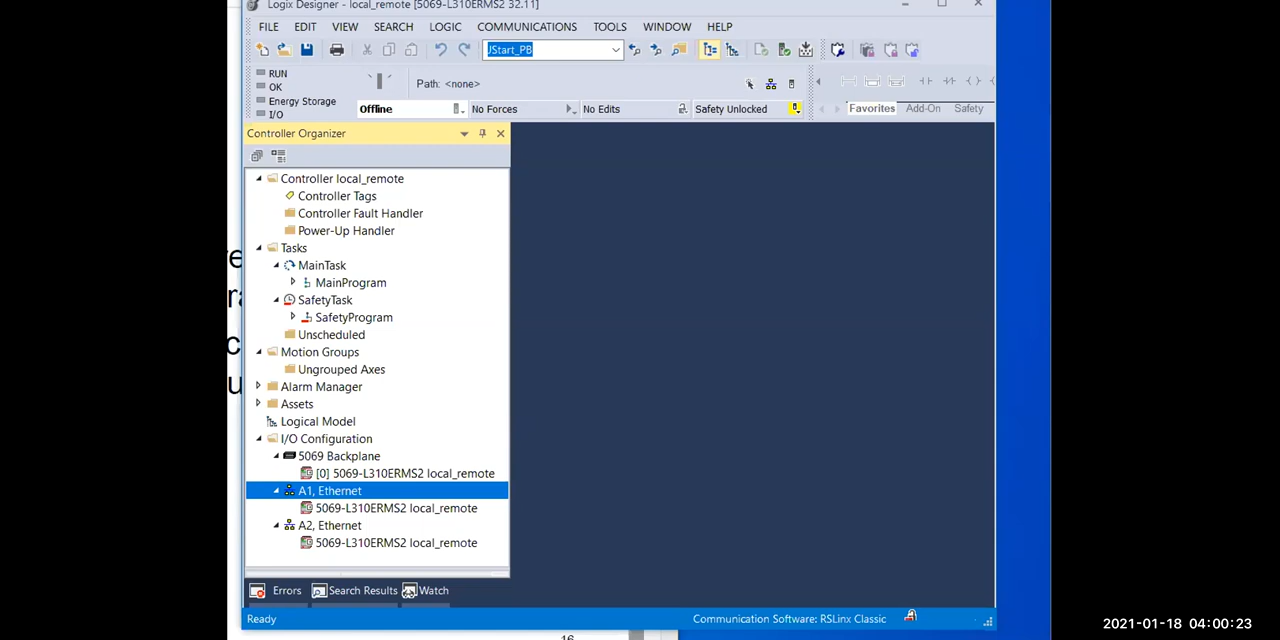 Logix Designer - local_remote [5069-L310ERMS2 32.11]
FILE EDIT VIEW SEARCH LOGIC COMMUNICATIONS TOOLS WINDOW HELP
JStart_PB
RUN
OK
Energy Storage
I/O
Path: <none>
Offline No Forces No Edits Safety Unlocked
Favorites Add-On Safety
Controller Organizer
Controller local_remote
Controller Tags
Controller Fault Handler
Power-Up Handler
Tasks
MainTask
MainProgram
SafetyTask
SafetyProgram
Unscheduled
Motion Groups
Ungrouped Axes
Alarm Manager
Assets
Logical Model
I/O Configuration
5069 Backplane
[0] 5069-L310ERMS2 local_remote
A1, Ethernet
5069-L310ERMS2 local_remote
A2, Ethernet
5069-L310ERMS2 local_remote
Errors Search Results Watch
Ready Communication Software: RSLinx Classic
16
2021-01-18 04:00:23